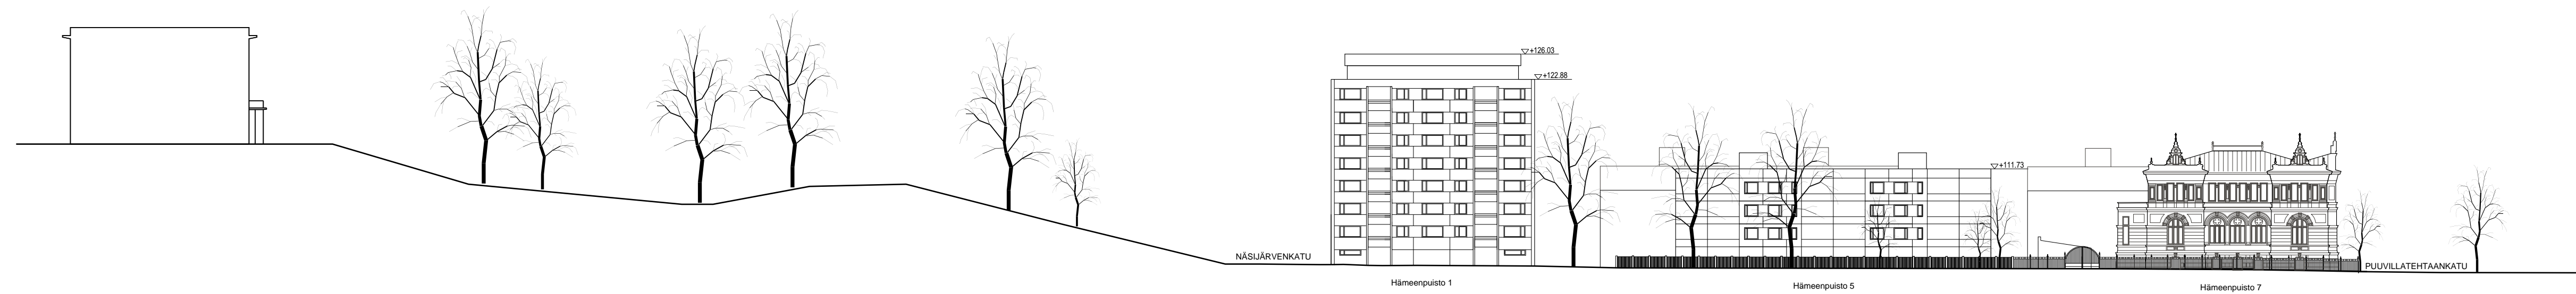 +126.03
+122.88
+111.73
NÄSIJÄRVENKATU
PUUVILLATEHTAANKATU
Hämeenpuisto 1
Hämeenpuisto 5
Hämeenpuisto 7